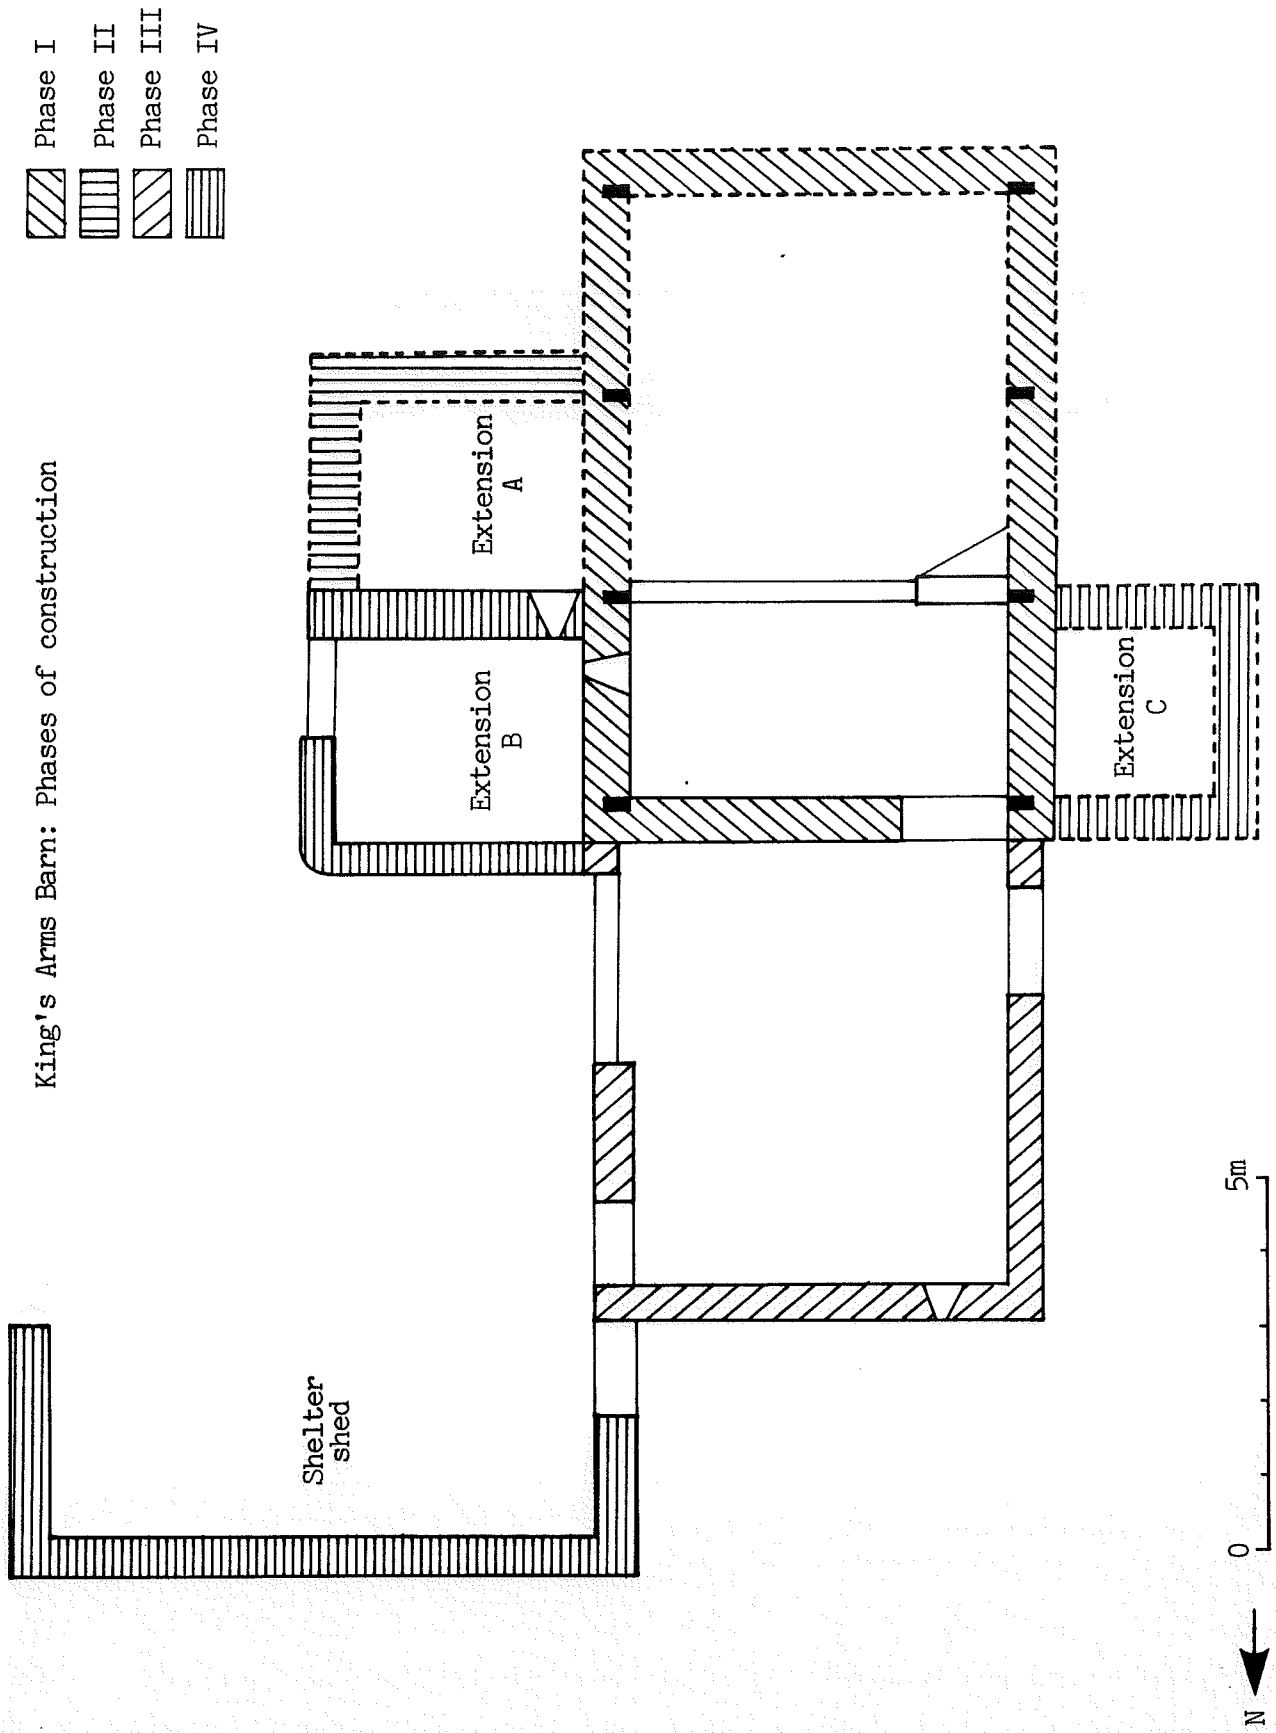 King's Arms Barn: Phases of construction
Phase I
Phase II
Phase III
Phase IV
Shelter
shed
Extension
B
Extension
A
Extension
C
N
0
5m